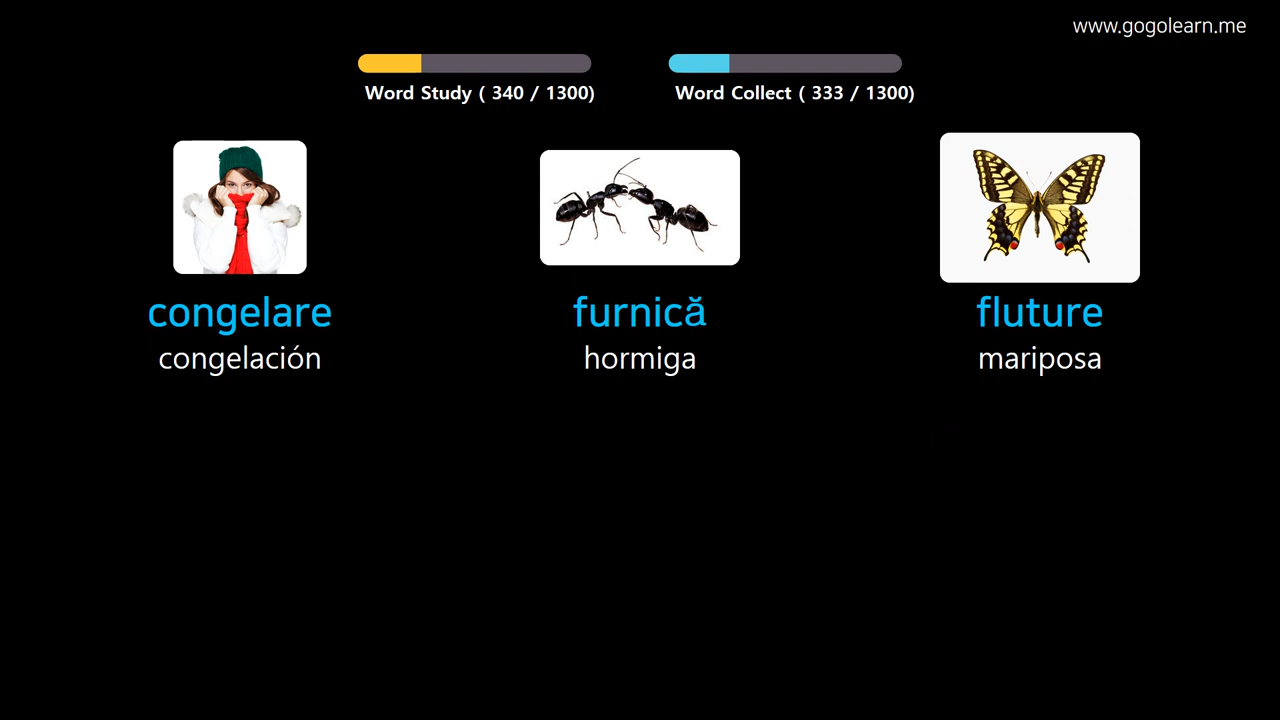 www.gogolearn.me
Word Study ( 340 / 1300)
Word Collect ( 333 / 1300)
congelare
furnică
fluture
congelación
hormiga
mariposa